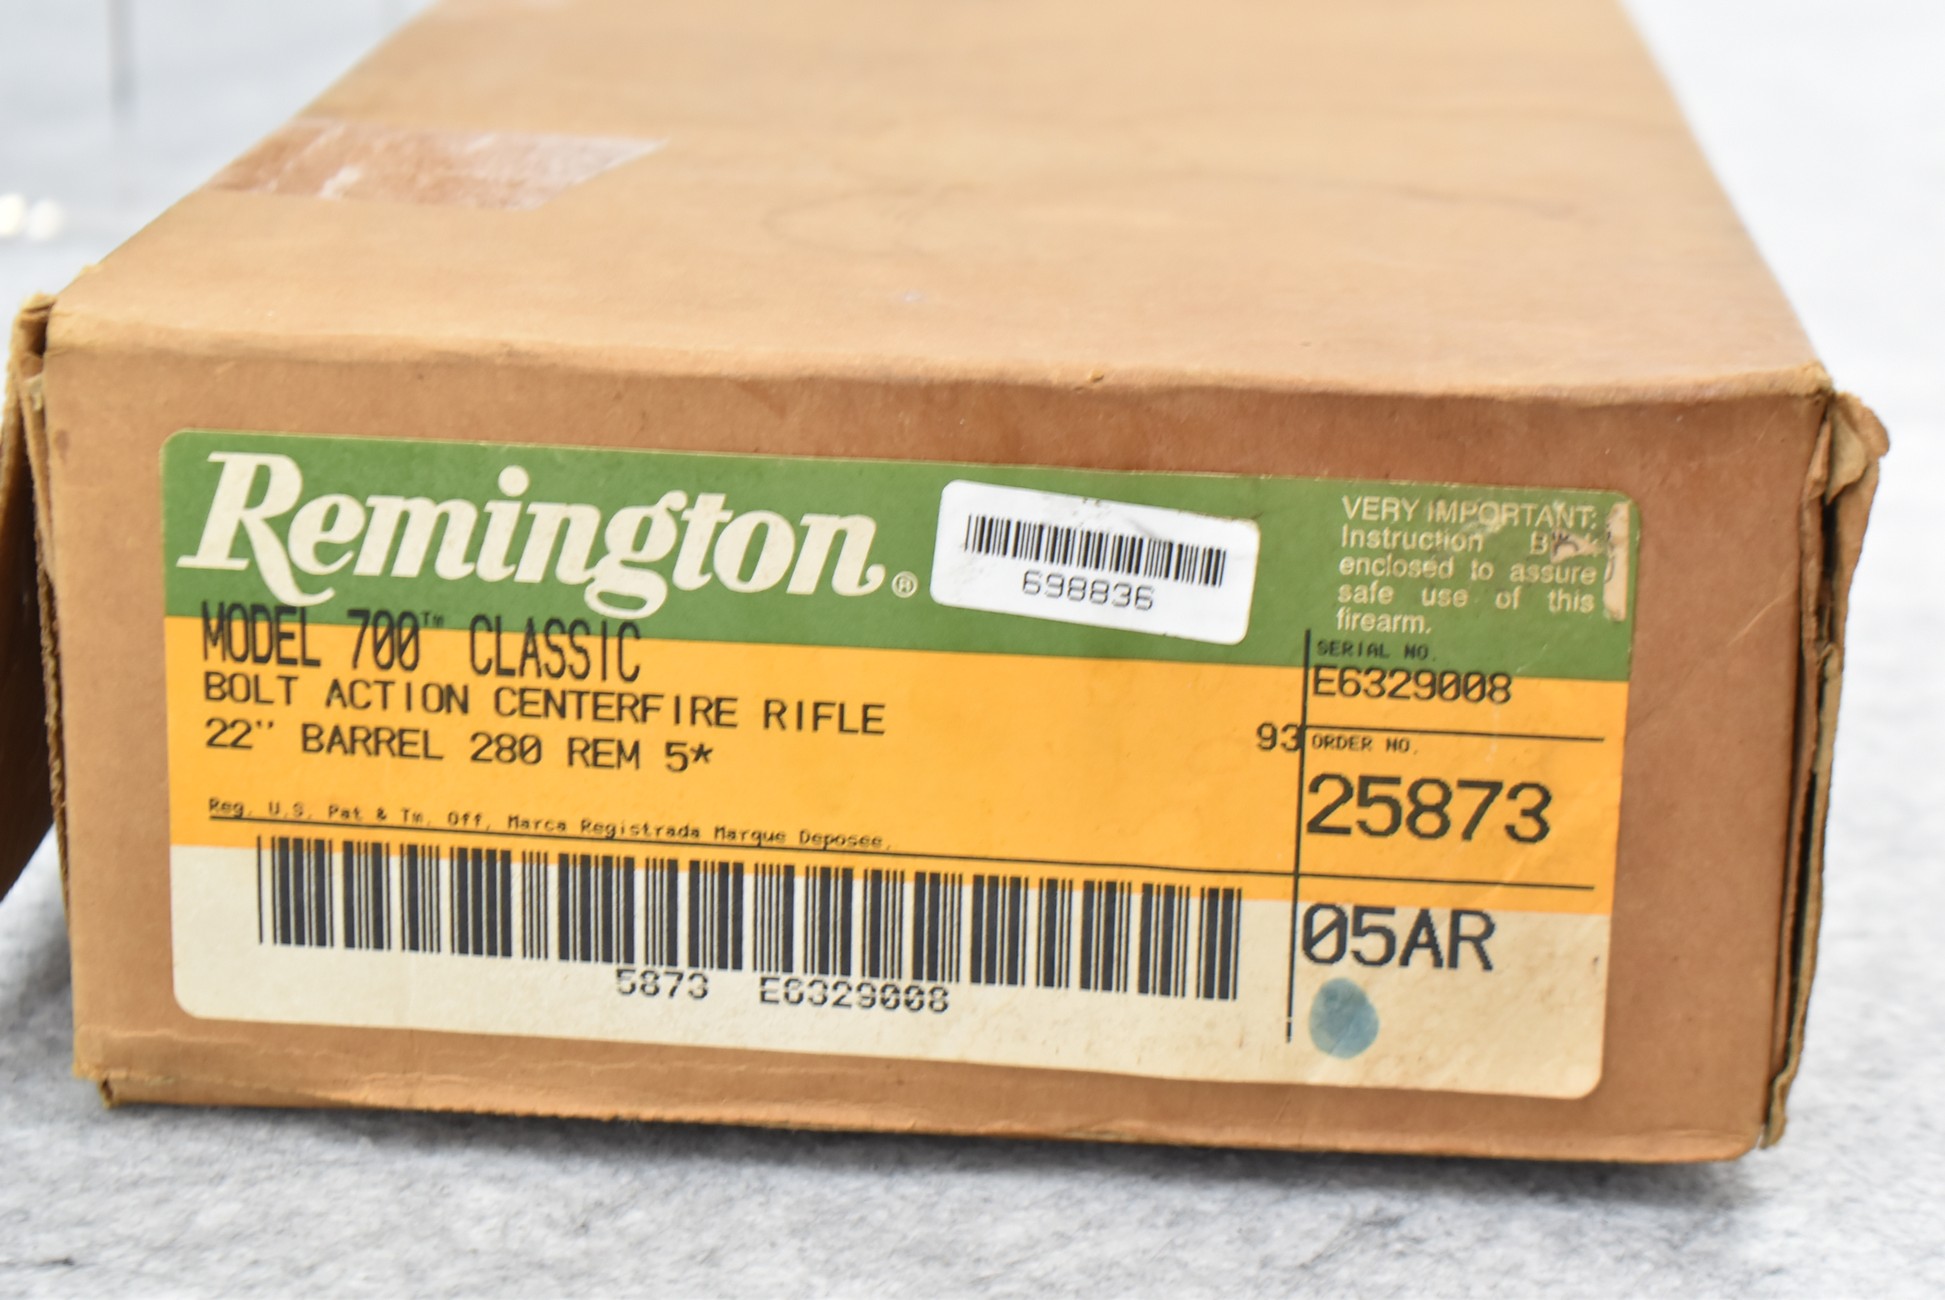 Remington®
698836
VERY IMPORTANT:
Instruction
enclosed to assure
safe use of this
firearm.
MODEL 700™ CLASSIC
BOLT ACTION CENTERFIRE RIFLE
22" BARREL 280 REM 5*
93
SERIAL NO.
E6329008
ORDER NO.
25873
Reg. U.S. Pat & Tm. Off. Marca Registrada Marque Deposee.
5873 E6329008
05AR